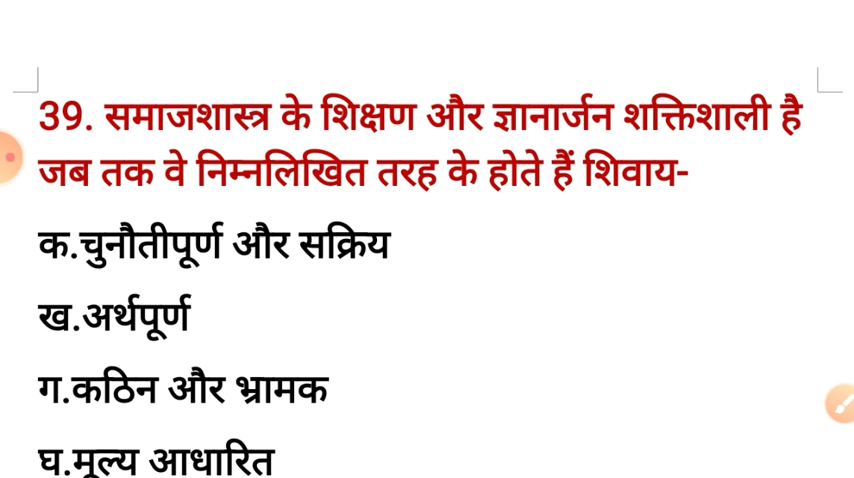 39. समाजशास्त्र के शिक्षण और ज्ञानार्जन शक्तिशाली है
जब तक वे निम्नलिखित तरह के होते हैं शिवाय-
क.चुनौतीपूर्ण और सक्रिय
ख.अर्थपूर्ण
ग.कठिन और भ्रामक
घ.मूल्य आधारित